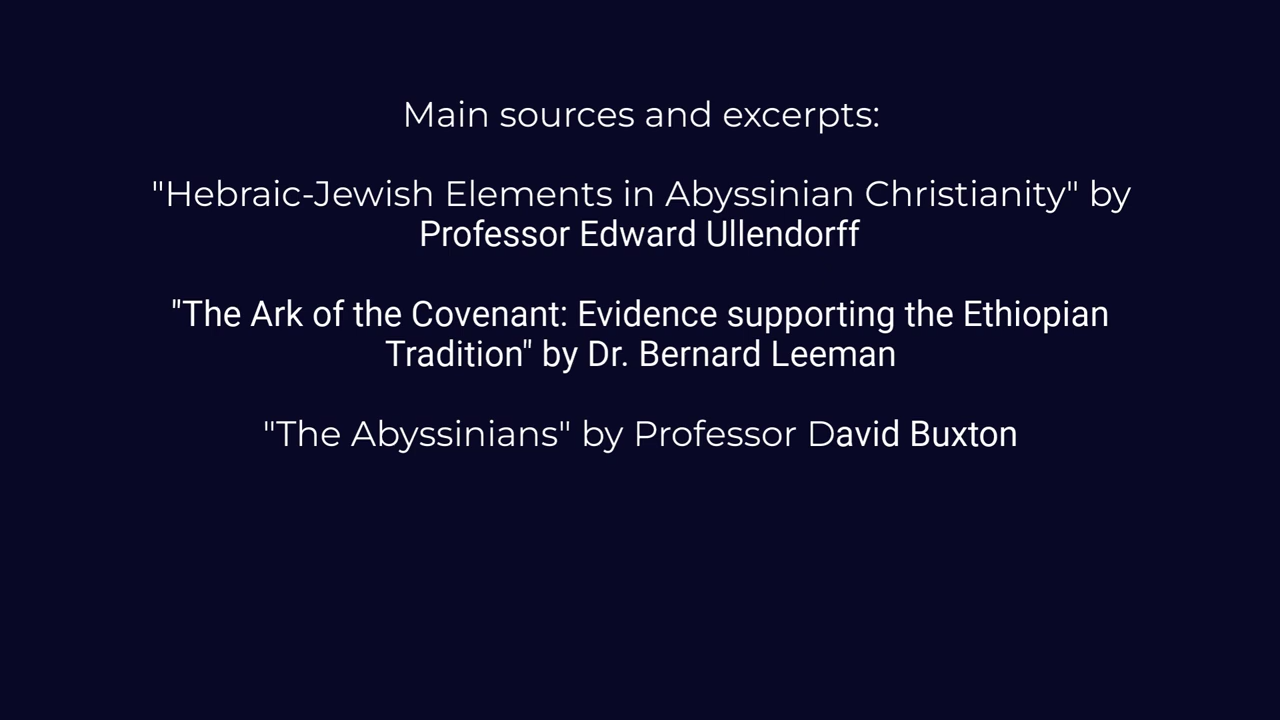 Main sources and excerpts:
"Hebraic-Jewish Elements in Abyssinian Christianity" by
Professor Edward Ullendorff
"The Ark of the Covenant: Evidence supporting the Ethiopian
Tradition" by Dr. Bernard Leeman
"The Abyssinians" by Professor David Buxton